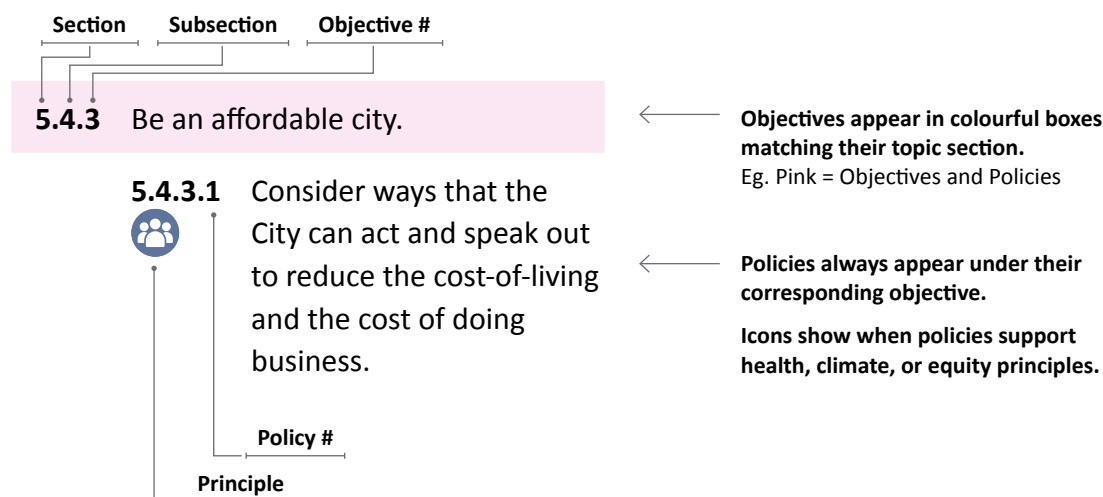 Section Subsection Objective #
5.4.3 Be an affordable city.
Objectives appear in colourful boxes
matching their topic section.
Eg. Pink = Objectives and Policies
5.4.3.1 Consider ways that the
City can act and speak out
to reduce the cost-of-living
and the cost of doing
business.
Policies always appear under their
corresponding objective.
Icons show when policies support
health, climate, or equity principles.
Policy #
Principle